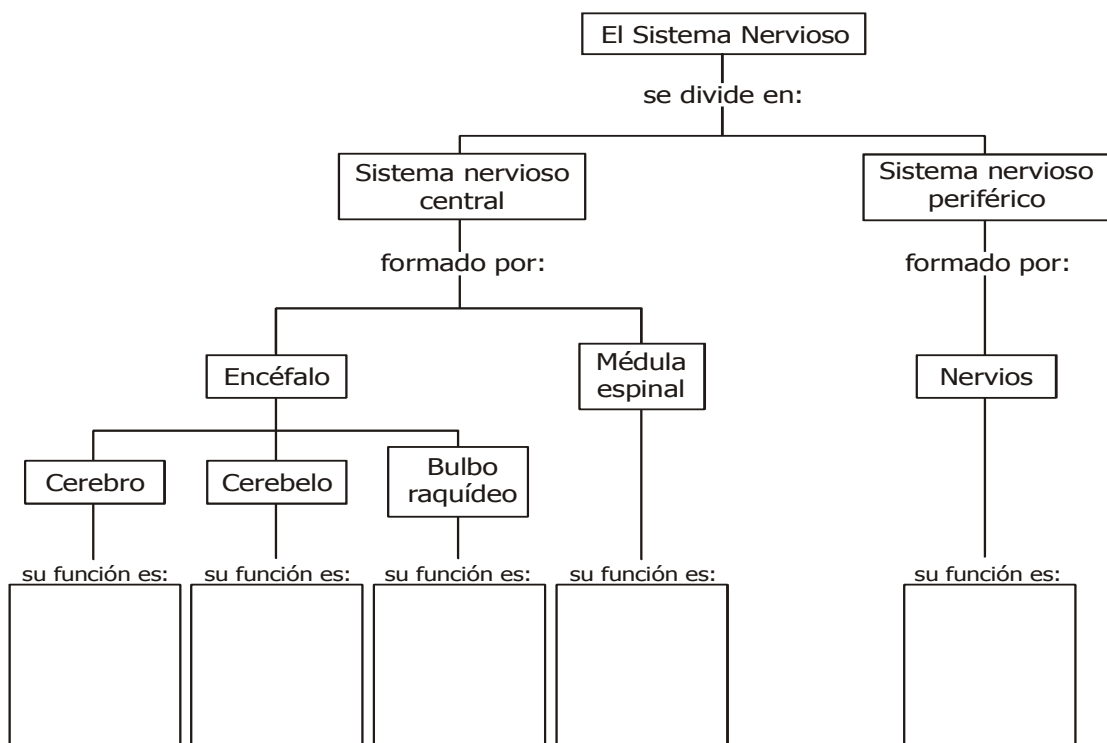 El Sistema Nervioso
se divide en:
Sistema nervioso
central
Sistema nervioso
periférico
formado por:
formado por:
Encéfalo
Médula
espinal
Nervios
Cerebro
Cerebelo
Bulbo
raquídeo
su función es:
su función es:
su función es:
su función es:
su función es: